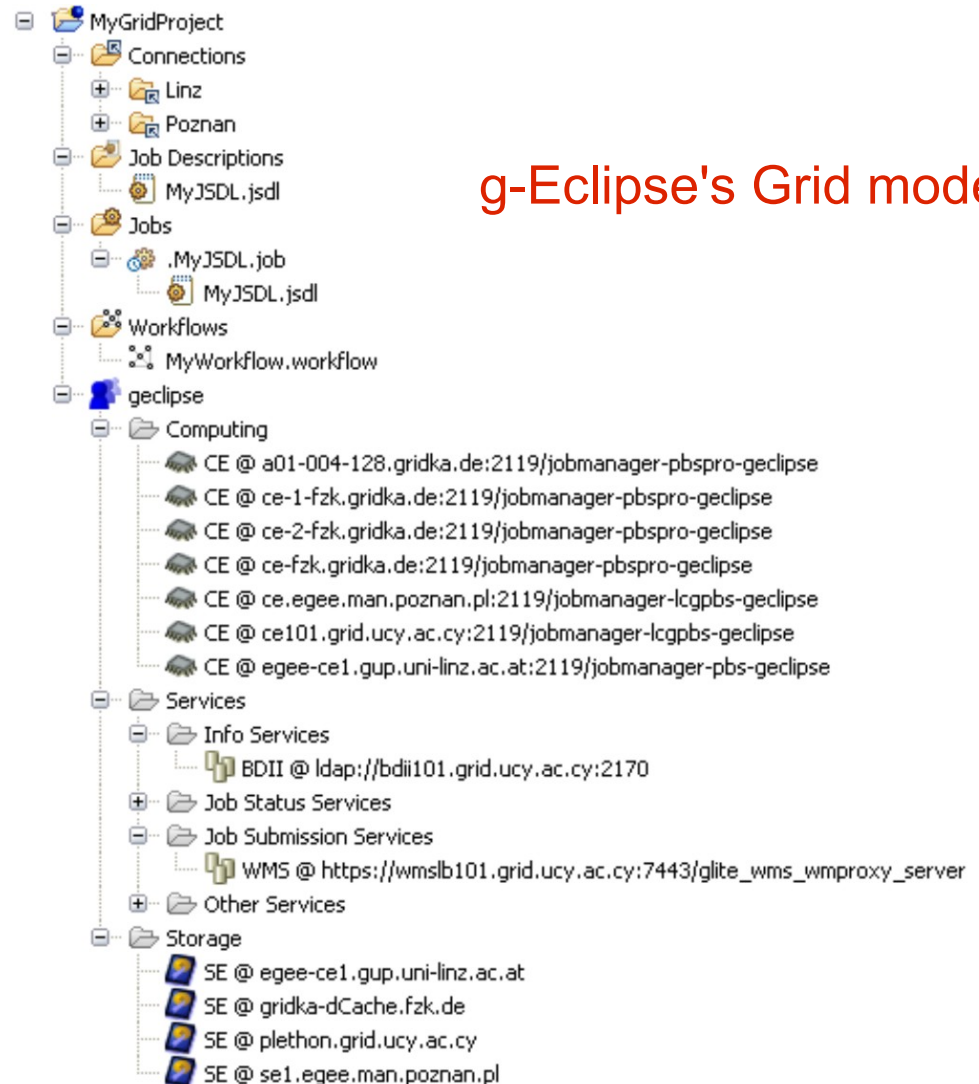 MyGridProject
Connections
Linz
Poznan
Job Descriptions
MyJSDL.jsdl
g-Eclipse's Grid mode
Jobs
.MyJSDL.job
MyJSDL.jsdl
Workflows
MyWorkflow.workflow
geclipse
Computing
CE @ a01-004-128.gridka.de:2119/jobmanager-pbspro-geclipse
CE @ ce-1-fzk.gridka.de:2119/jobmanager-pbspro-geclipse
CE @ ce-2-fzk.gridka.de:2119/jobmanager-pbspro-geclipse
CE @ ce-fzk.gridka.de:2119/jobmanager-pbspro-geclipse
CE @ ce.egee.man.poznan.pl:2119/jobmanager-lcgpbs-geclipse
CE @ ce101.grid.ucy.ac.cy:2119/jobmanager-lcgpbs-geclipse
CE @ egee-ce1.gup.uni-linz.ac.at:2119/jobmanager-pbs-geclipse
Services
Info Services
BDII @ ldap://bdii101.grid.ucy.ac.cy:2170
Job Status Services
Job Submission Services
WMS @ https://wmslb101.grid.ucy.ac.cy:7443/glite_wms_wmproxy_server
Other Services
Storage
SE @ egee-ce1.gup.uni-linz.ac.at
SE @ gridka-dCache.fzk.de
SE @ plethon.grid.ucy.ac.cy
SE @ se1.egee.man.poznan.pl